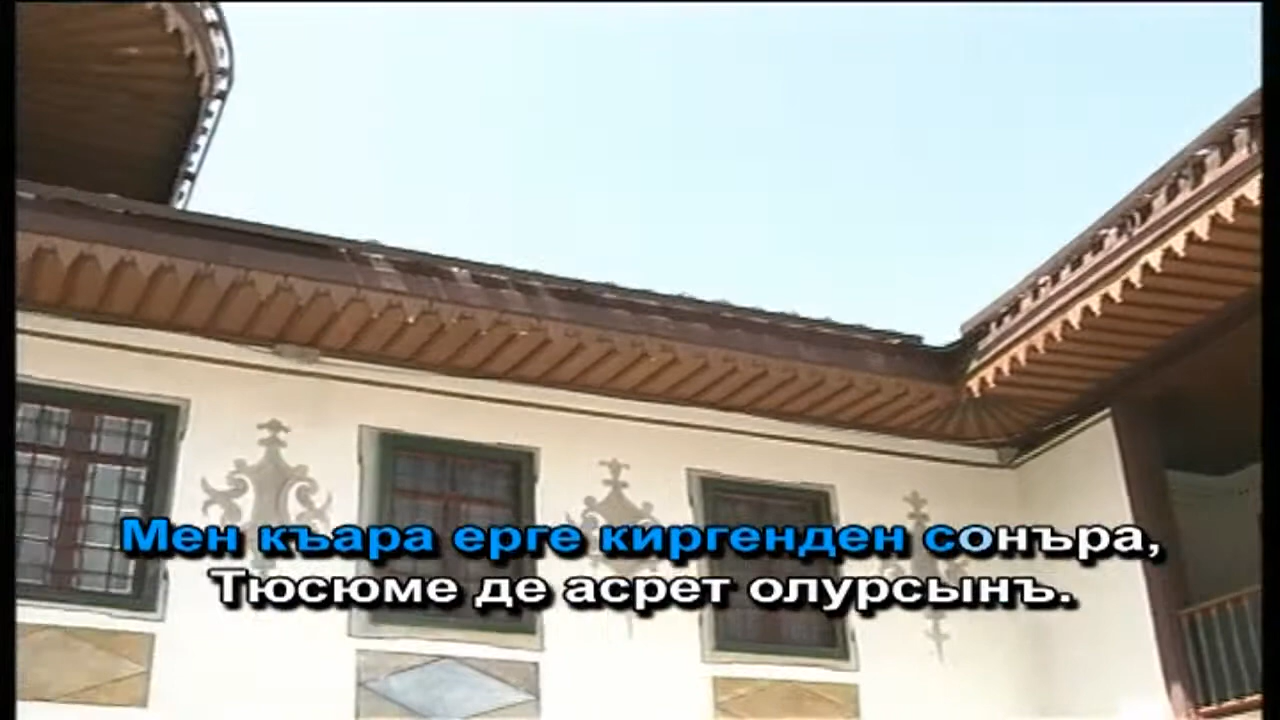 Мен къара ерге киргенден сонъра,
Тюсюме де асрет олурсынъ.